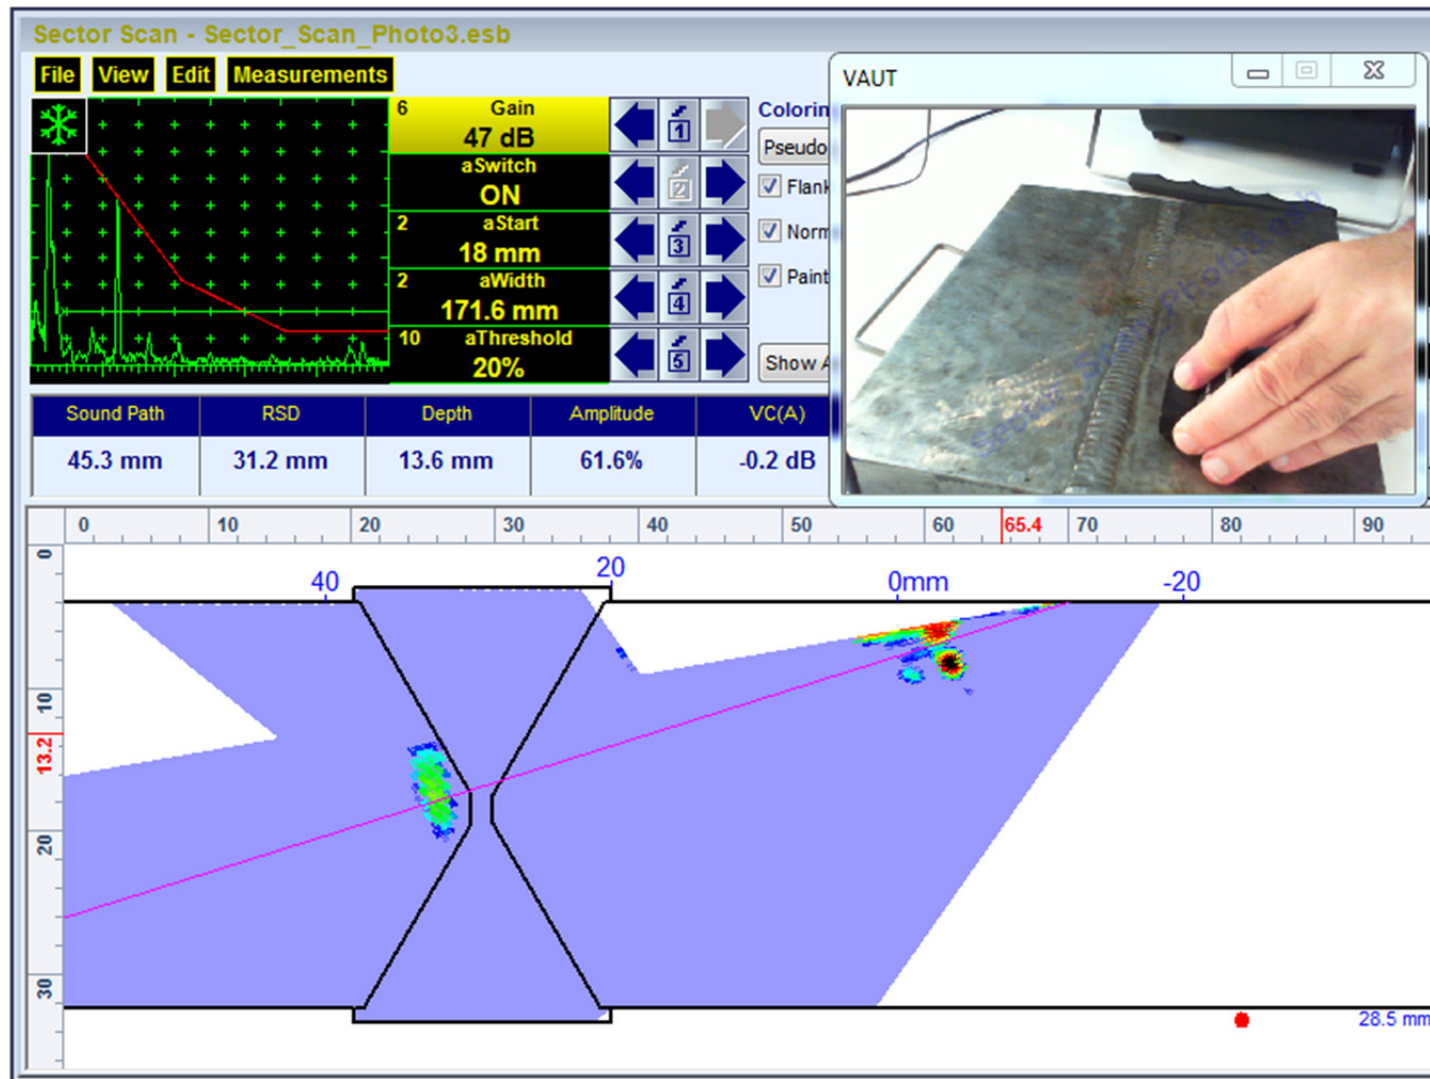 Sector Scan - Sector_Scan_Photo3.esb
File View Edit Measurements
VAUT
6 Gain
47 dB
1
aSwitch
ON
2
2 aStart
18 mm
3
2 aWidth
171.6 mm
4
10 aThreshold
20%
5
Colorin
Pseudo
Flank
Norm
Paint
Show A
Sector_Scan_Photo3.esb
Sound Path RSD Depth Amplitude VC(A)
45.3 mm 31.2 mm 13.6 mm 61.6% -0.2 dB
0 10 20 30 40 50 60 65.4 70 80 90
0
40 20 0mm -20
10
13.2
20
30
28.5 mm